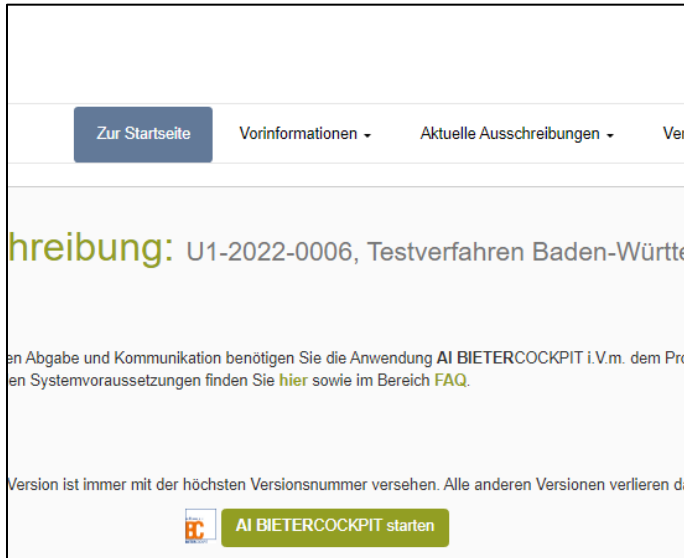 Zur Startseite Vorinformationen Aktuelle Ausschreibungen Ver
hreibung: U1-2022-0006, Testverfahren Baden-Württe
en Abgabe und Kommunikation benötigen Sie die Anwendung AI BIETERCOCKPIT i.V.m. dem Pro
en Systemvoraussetzungen finden Sie hier sowie im Bereich FAQ.
Version ist immer mit der höchsten Versionsnummer versehen. Alle anderen Versionen verlieren da
BC AI BIETERCOCKPIT starten